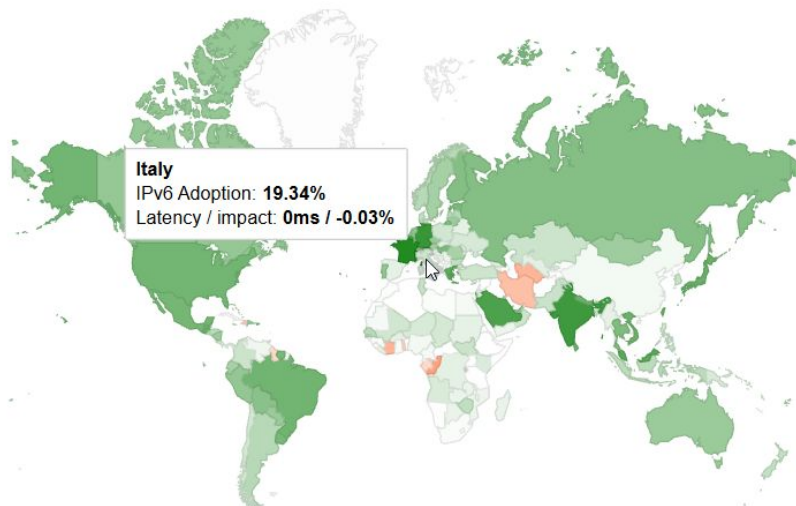 Italy
IPv6 Adoption: 19.34%
Latency / impact: 0ms / -0.03%